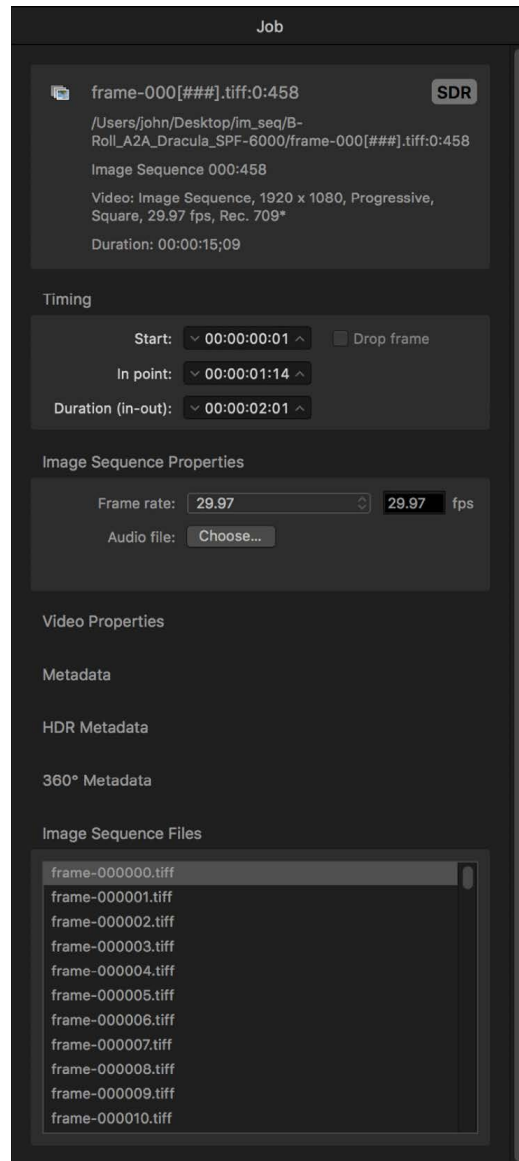 Job
frame-000[###].tiff:0:458
SDR
/Users/john/Desktop/im_seq/B-
Roll_A2A_Dracula_SPF-6000/frame-000[###].tiff:0:458
Image Sequence 000:458
Video: Image Sequence, 1920 x 1080, Progressive,
Square, 29.97 fps, Rec. 709*
Duration: 00:00:15;09
Timing
Start: 00:00:00:01 Drop frame
In point: 00:00:01:14
Duration (in-out): 00:00:02:01
Image Sequence Properties
Frame rate: 29.97 29.97 fps
Audio file: Choose...
Video Properties
Metadata
HDR Metadata
360° Metadata
Image Sequence Files
frame-000000.tiff
frame-000001.tiff
frame-000002.tiff
frame-000003.tiff
frame-000004.tiff
frame-000005.tiff
frame-000006.tiff
frame-000007.tiff
frame-000008.tiff
frame-000009.tiff
frame-000010.tiff